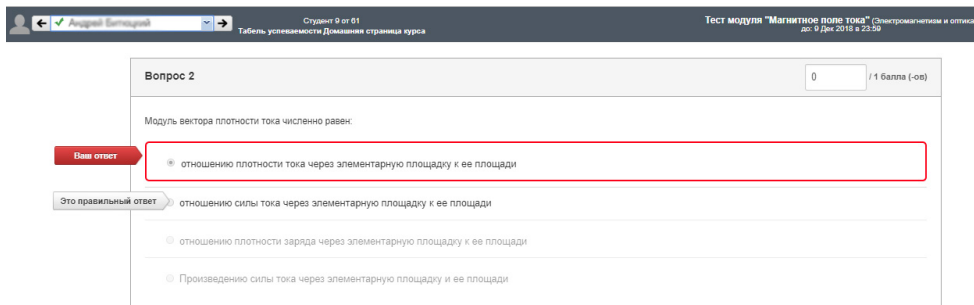 Студент 9 от 61
Табель успеваемости Домашняя страница курса
Тест модуля "Магнитное поле тока" (Электромагнетизм и оптика
до: 9 Дек 2018 в 23:59
Вопрос 2
0 / 1 балла (-ов)
Модуль вектора плотности тока численно равен:
Ваш ответ
отношению плотности тока через элементарную площадку к ее площади
Это правильный ответ
отношению силы тока через элементарную площадку к ее площади
отношению плотности заряда через элементарную площадку к ее площади
Произведению силы тока через элементарную площадку и ее площади